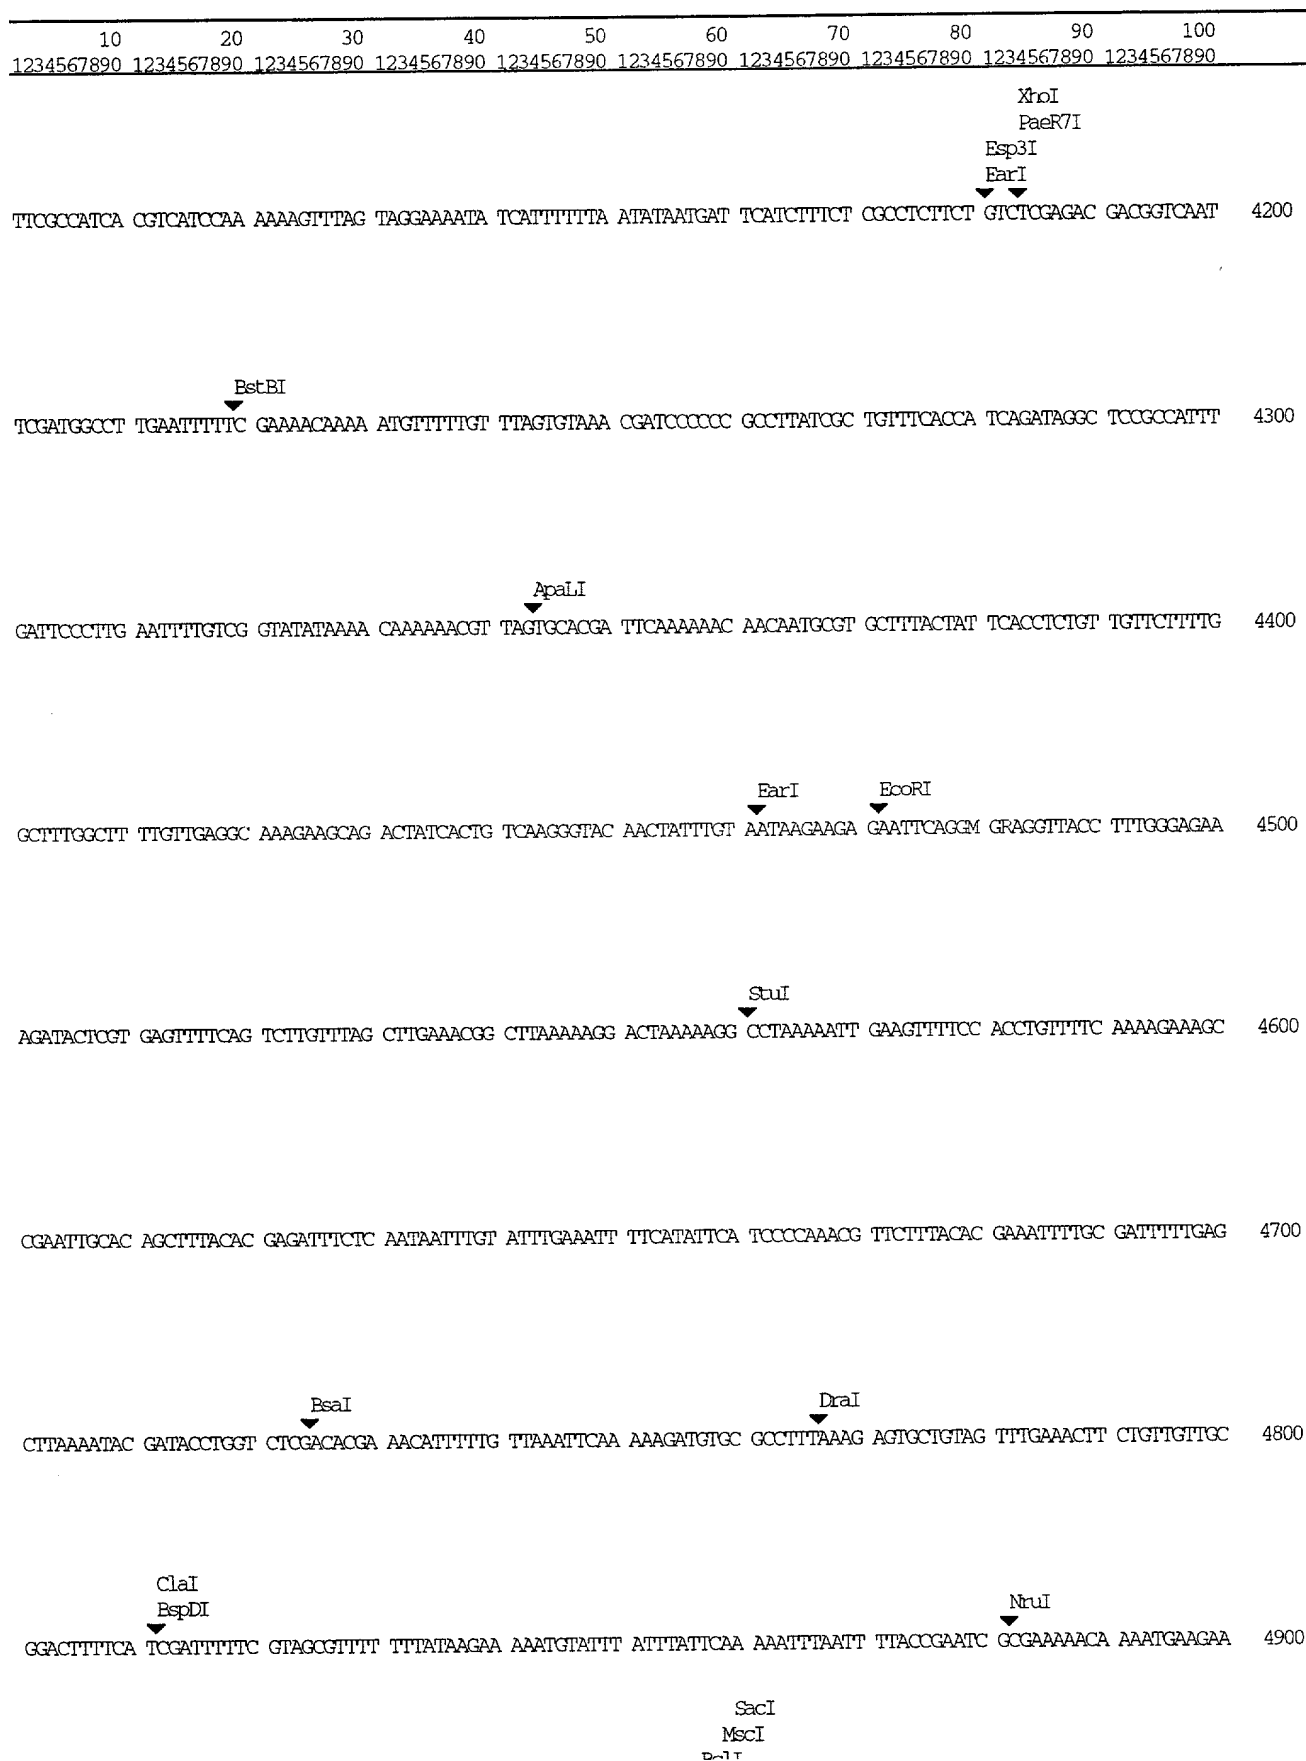 10 20 30 40 50 60 70 80 90 100
1234567890 1234567890 1234567890 1234567890 1234567890 1234567890 1234567890 1234567890 1234567890 1234567890
XhoI
PaeR7I
Esp3I
EarI
TTCGCCATCA CGTCATCCAA AAAAGTTTAG TAGGAAAATA TCATTTTTTA ATATAATGAT TCATCTTTCT CGCCTCTTCT GTCTCGAGAC GACGGTCAAT 4200
BstBI
TCGATGGCCT TGAATTTTTC GAAAACAAAA ATGTTTTTGT TTAGTGTAAA CGATCCCCCC GCCTTATCGC TGTTTCACCA TCAGATAGGC TCCGCCATTT 4300
ApaLI
GATTCCCTTG AATTTTGTCG GTATATAAAA CAAAAAACGT TAGTGCACGA TTCAAAAAAC AACAATGCGT GCTTTACTAT TCACCTCTGT TGTTCTTTTG 4400
EarI EcoRI
GCTTTGGCTT TTGTTGAGGC AAAGAAGCAG ACTATCACTG TCAAGGGTAC AACTATTTGT AATAAGAAGA GAATTCAGGM GRAGGTTACC TTTGGGAGAA 4500
StuI
AGATACTCGT GAGTTTTCAG TCTTGTTTAG CTTGAAACGG CTTAAAAAGG ACTAAAAAGG CCTAAAAATT GAAGTTTTCC ACCTGTTTTC AAAAGAAAGC 4600
CGAATTGCAC AGCTTTACAC GAGATTTCTC AATAATTTGT ATTTGAAATT TTCATATTCA TCCCCAAACG TTCTTTACAC GAAATTTTGC GATTTTTGAG 4700
BsaI DraI
CTTAAAATAC GATACCTGGT CTCGACACGA AACATTTTTG TTAAATTCAA AAAGATGTGC GCCTTTAAAG AGTGCTGTAG TTTGAAACTT CTGTTGTTGC 4800
ClaI
BspDI NruI
GGACTTTTCA TCGATTTTTC GTAGCGTTTT TTTATAAGAA AAATGTATTT ATTTATTCAA AAATTTAATT TTACCGAATC GCGAAAAACA AAATGAAGAA 4900
SacI
MscI